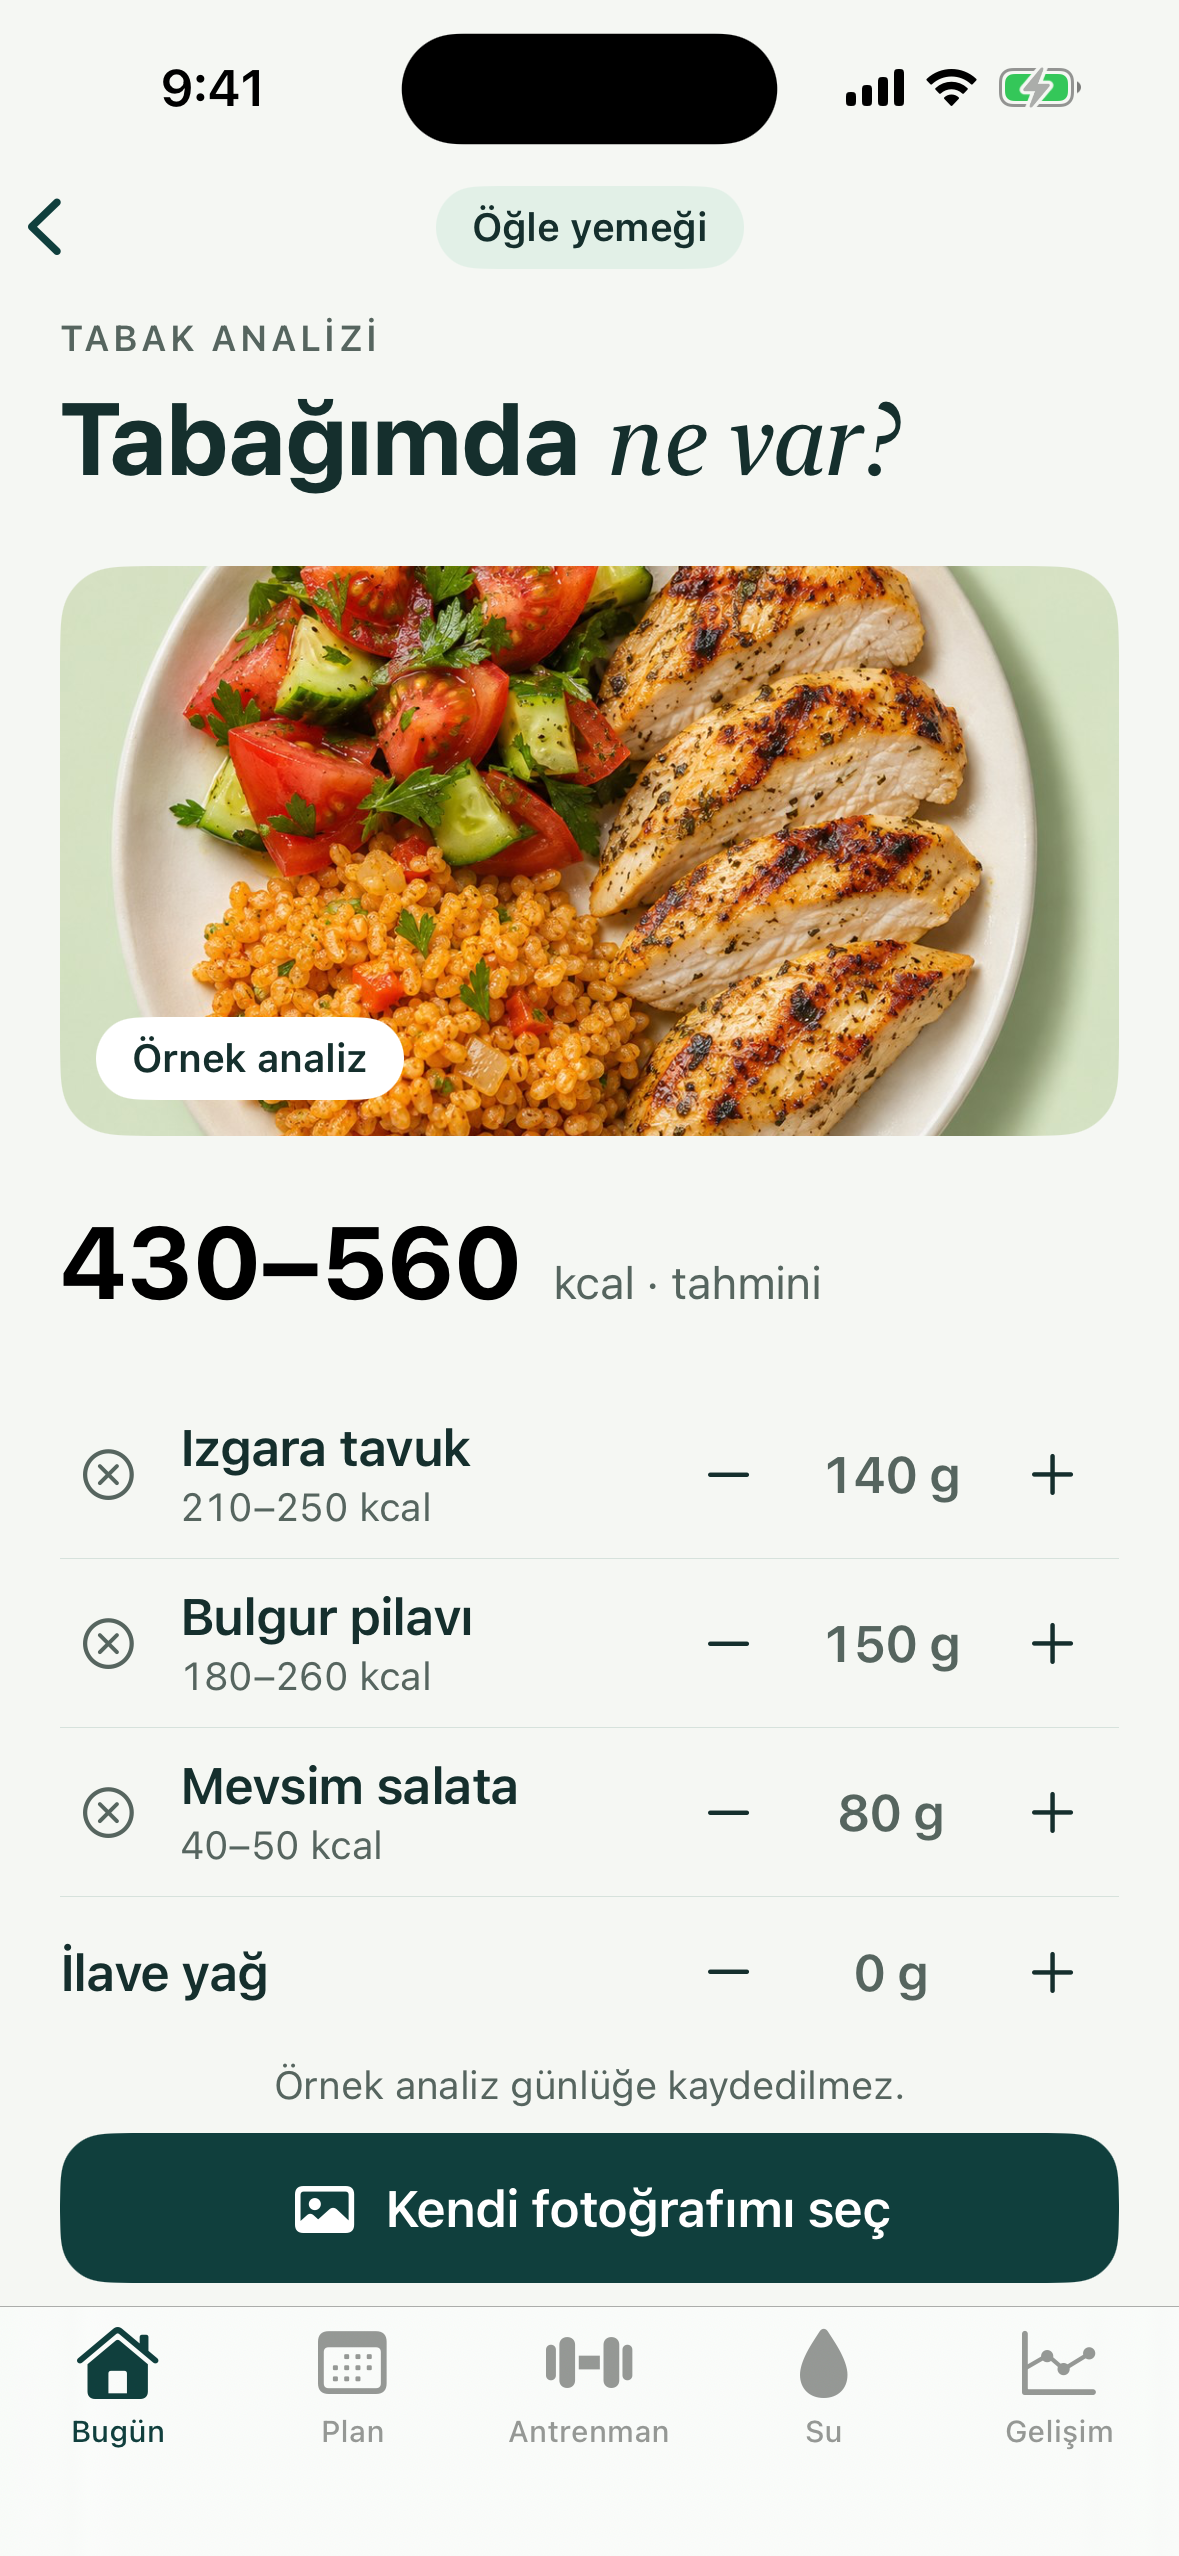 9:41
Öğle yemeği
TABAK ANALİZİ
Tabağımda ne var?
Örnek analiz
430–560 kcal · tahmini
Izgara tavuk
210–250 kcal
140 g
Bulgur pilavı
180–260 kcal
150 g
Mevsim salata
40–50 kcal
80 g
İlave yağ
0 g
Örnek analiz günlüğe kaydedilmez.
Kendi fotoğrafımı seç
Bugün
Plan
Antrenman
Su
Gelişim